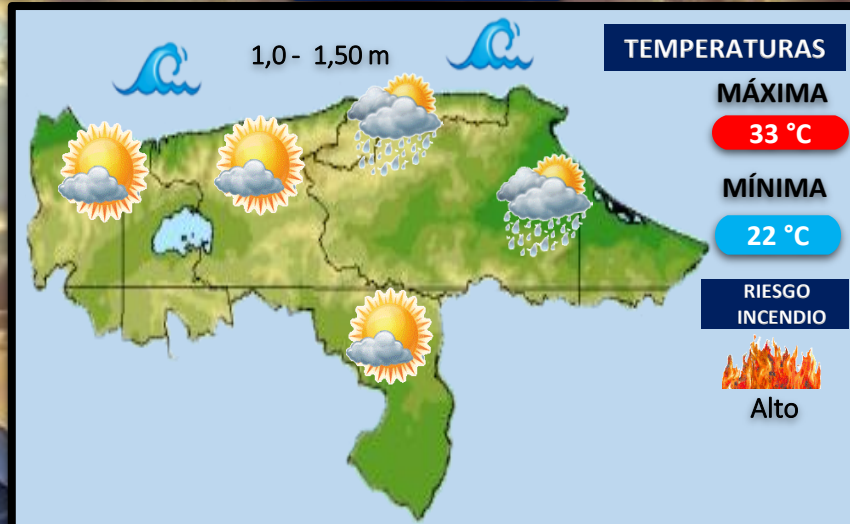 1,0 - 1,50 m
TEMPERATURAS
MÁXIMA
33 °C
MÍNIMA
22 °C
RIESGO
INCENDIO
Alto